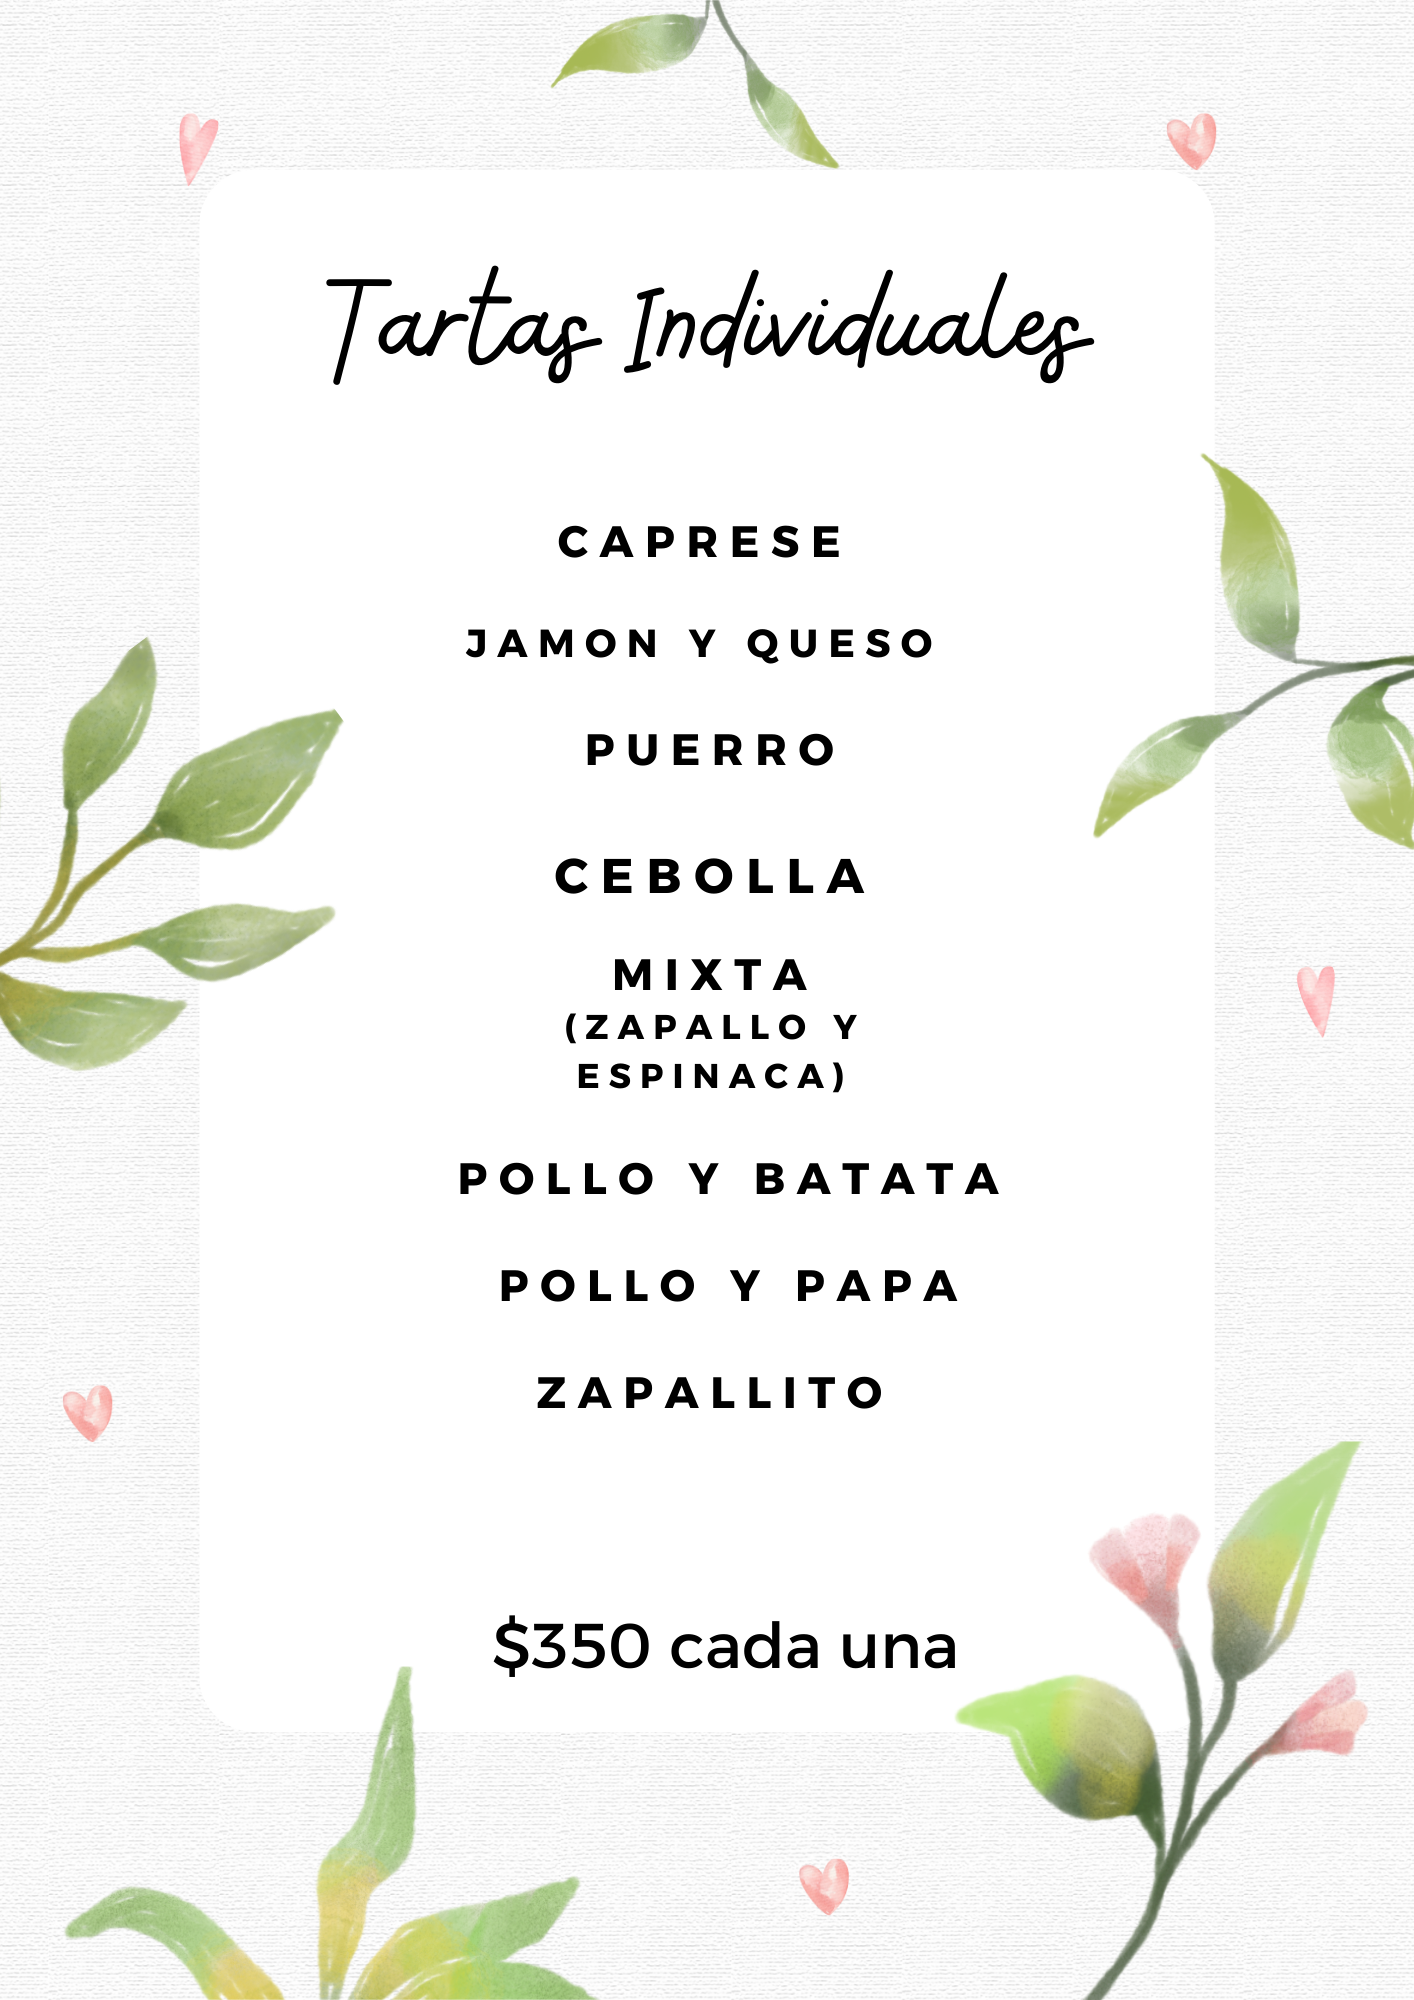 Tartas Individuales
CAPRESE
JAMON Y QUESO
PUERRO
CEBOLLA
MIXTA
(ZAPALLO Y
ESPINACA)
POLLO Y BATATA
POLLO Y PAPA
ZAPALLITO
$350 cada una